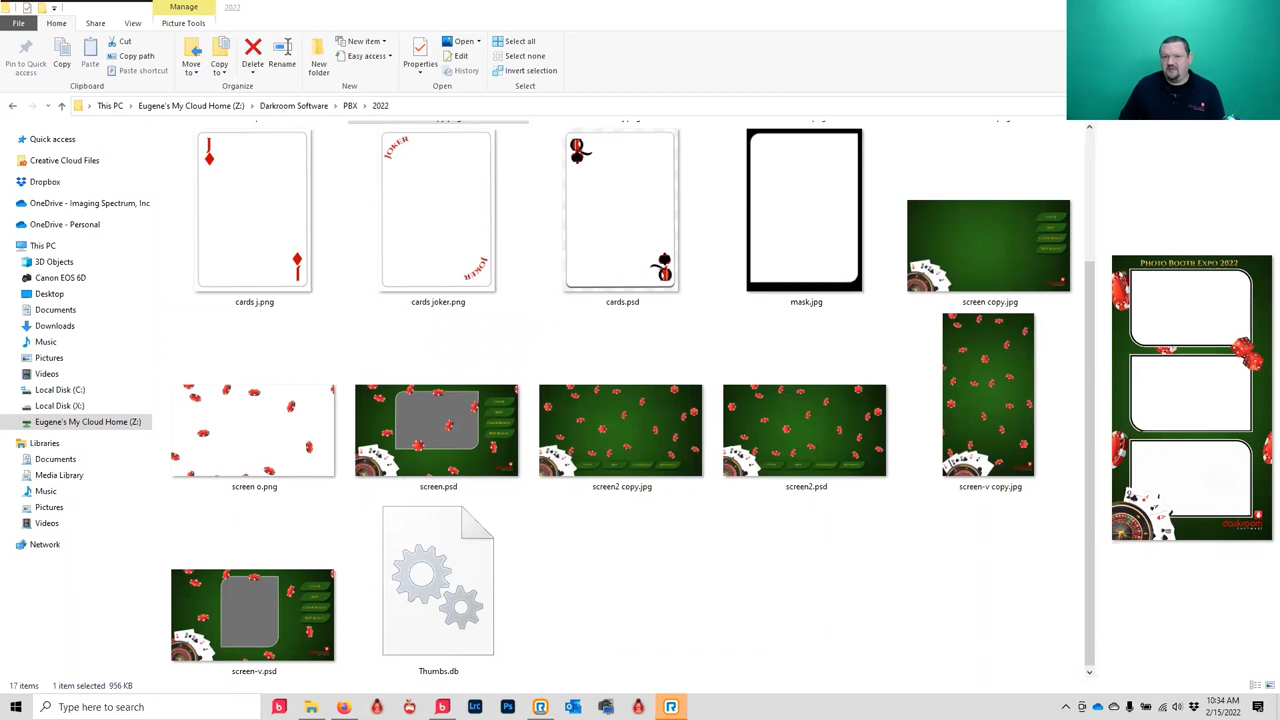 Manage
2022
File
Home
Share
View
Picture Tools
Pin to Quick access
Copy
Paste
Cut
Copy path
Paste shortcut
Clipboard
Move to
Copy to
Delete
Rename
Organize
New folder
New item
Easy access
New
Properties
Open
Edit
History
Open
Select all
Select none
Invert selection
Select
This PC > Eugene's My Cloud Home (Z:) > Darkroom Software > PBX > 2022
Quick access
Creative Cloud Files
Dropbox
OneDrive - Imaging Spectrum, Inc
OneDrive - Personal
This PC
3D Objects
Canon EOS 6D
Desktop
Documents
Downloads
Music
Pictures
Videos
Local Disk (C:)
Local Disk (X:)
Eugene's My Cloud Home (Z:)
Libraries
Documents
Media Library
Music
Pictures
Videos
Network
J
J
JOKER
JOKER
Q
Q
cards j.png
cards joker.png
cards.psd
mask.jpg
screen copy.jpg
screen o.png
screen.psd
screen2 copy.jpg
screen2.psd
screen-v copy.jpg
screen-v.psd
Thumbs.db
PHOTO BOOTH EXPO 2022
darkroom
SOFTWARE
17 items
1 item selected 956 KB
Type here to search
Lrc
Ps
10:34 AM
2/15/2022